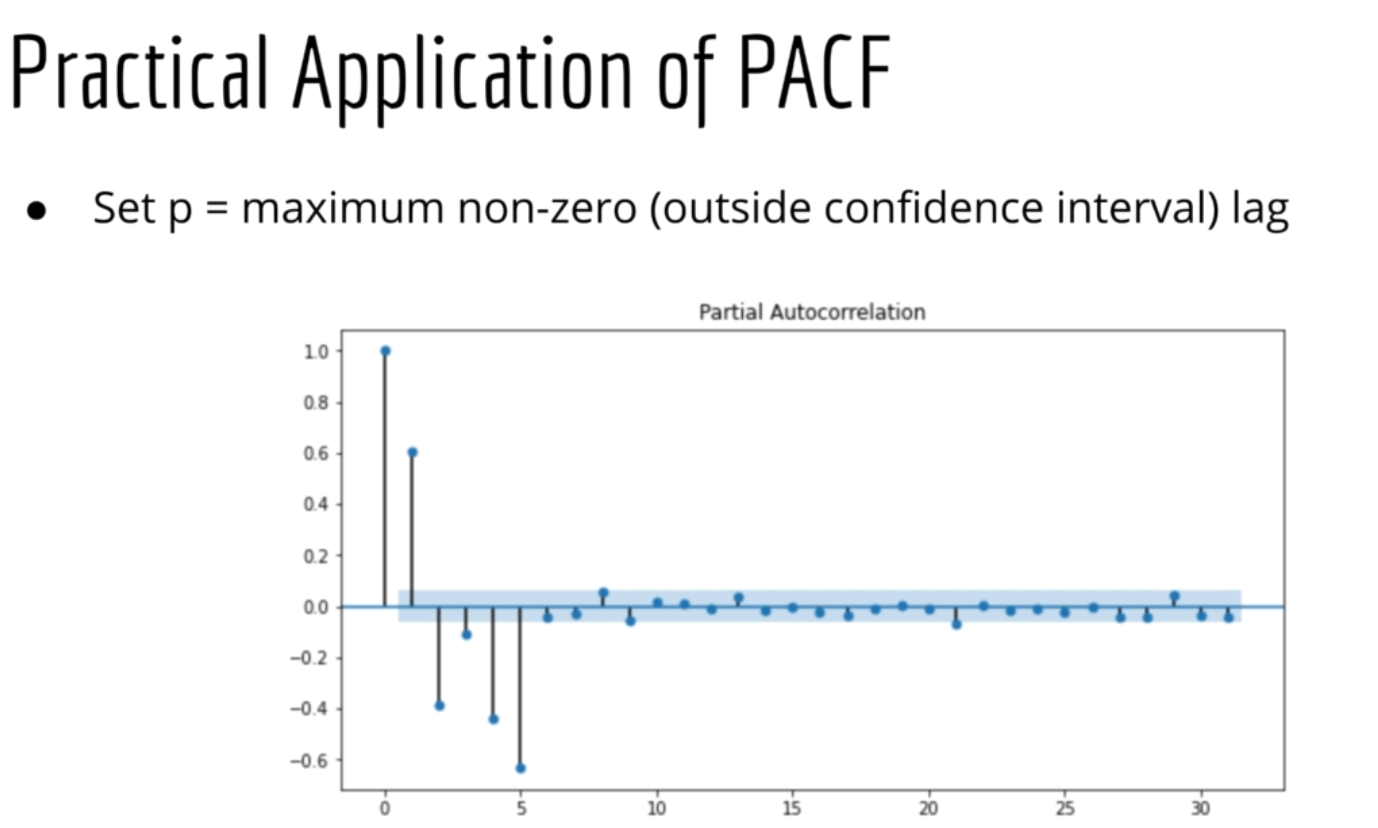 Practical Application of PACF
● Set p = maximum non-zero (outside confidence interval) lag
Partial Autocorrelation
1.0
0.8
0.6
0.4
0.2
0.0
−0.2
−0.4
−0.6
0 5 10 15 20 25 30